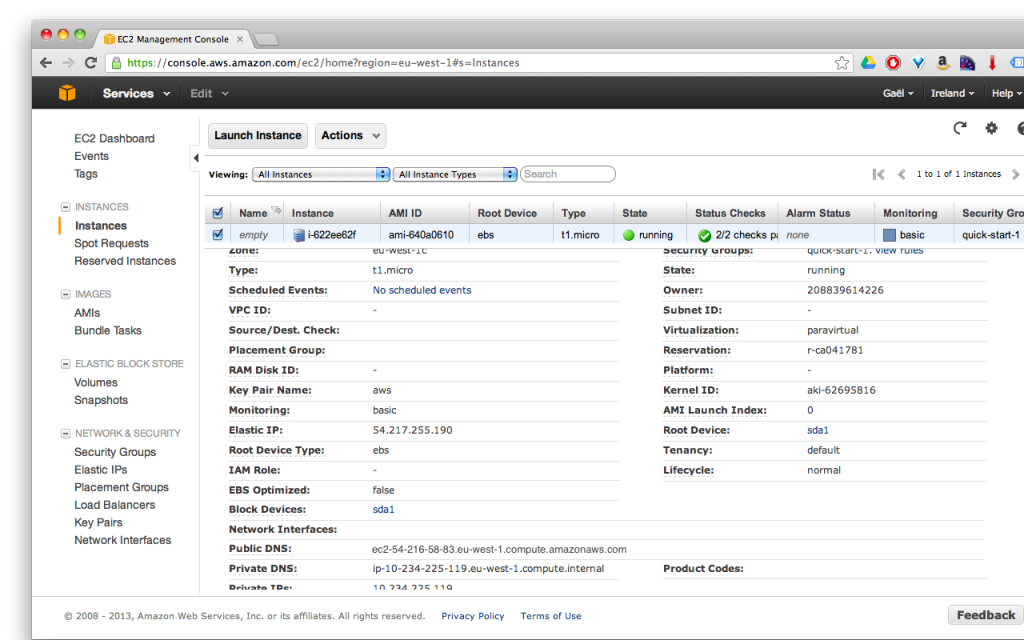 EC2 Management Console ×
https://console.aws.amazon.com/ec2/home?region=eu-west-1#s=Instances
Services Edit Gaël Ireland Help
EC2 Dashboard
Events
Tags
INSTANCES
Instances
Spot Requests
Reserved Instances
IMAGES
AMIs
Bundle Tasks
ELASTIC BLOCK STORE
Volumes
Snapshots
NETWORK & SECURITY
Security Groups
Elastic IPs
Placement Groups
Load Balancers
Key Pairs
Network Interfaces
Launch Instance Actions
Viewing: All Instances All Instance Types Search 1 to 1 of 1 Instances
Name Instance AMI ID Root Device Type State Status Checks Alarm Status Monitoring Security Gro
empty i-622ee62f ami-640a0610 ebs t1.micro running 2/2 checks pa none basic quick-start-1
Zone: eu-west-1c Security Groups: quick-start-1. view rules
Type: t1.micro State: running
Scheduled Events: No scheduled events Owner: 208839614226
VPC ID: - Subnet ID: -
Source/Dest. Check: Virtualization: paravirtual
Placement Group: Reservation: r-ca041781
RAM Disk ID: - Platform: -
Key Pair Name: aws Kernel ID: aki-62695816
Monitoring: basic AMI Launch Index: 0
Elastic IP: 54.217.255.190 Root Device: sda1
Root Device Type: ebs Tenancy: default
IAM Role: - Lifecycle: normal
EBS Optimized: false
Block Devices: sda1
Network Interfaces:
Public DNS: ec2-54-216-58-83.eu-west-1.compute.amazonaws.com
Private DNS: ip-10-234-225-119.eu-west-1.compute.internal Product Codes:
Private IPs: 10.234.225.119
© 2008 - 2013, Amazon Web Services, Inc. or its affiliates. All rights reserved. Privacy Policy Terms of Use Feedback